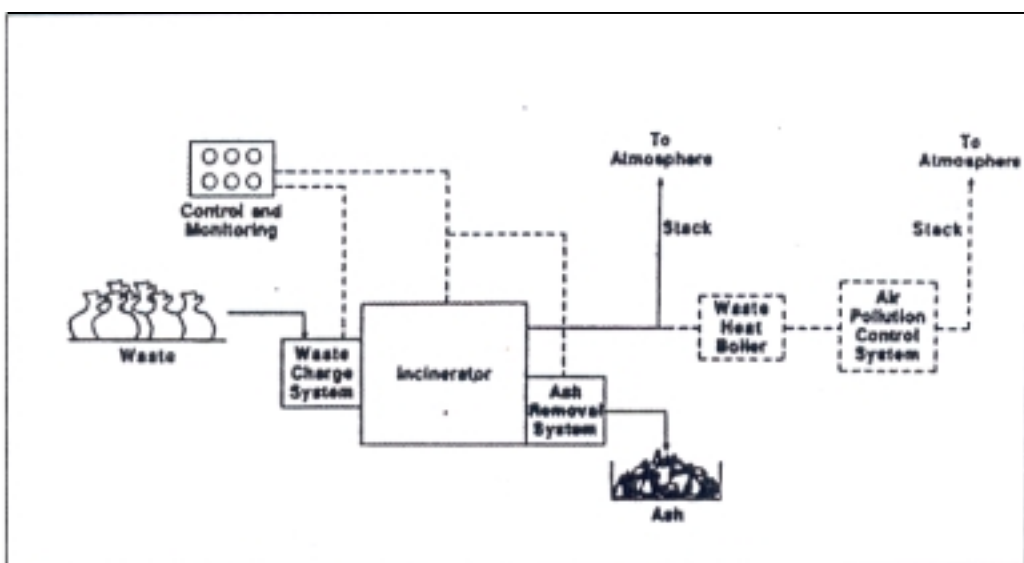 To
Atmosphere
To
Atmosphere
Control and
Monitoring
Stack
Stack
Waste
Waste
Charge
System
Incinerator
Ash
Removal
System
Waste
Heat
Boiler
Air
Pollution
Control
System
Ash